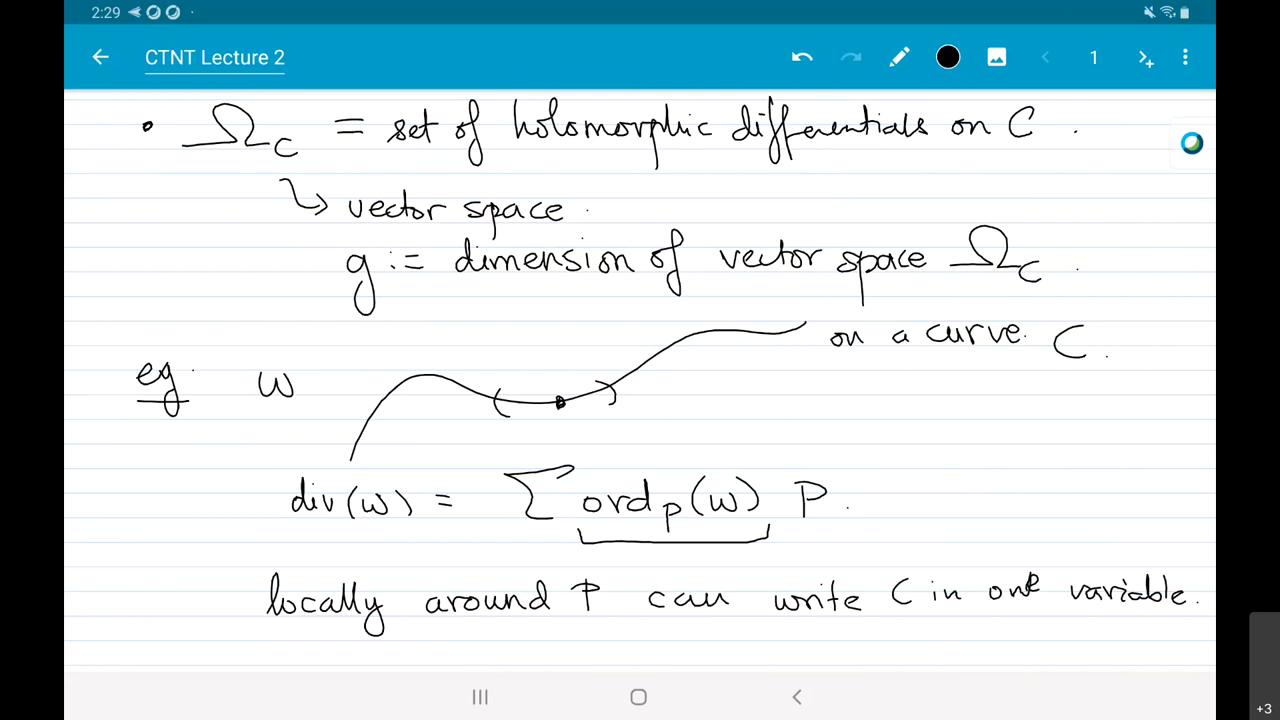 2:29
CTNT Lecture 2
1
• Ω_C = set of holomorphic differentials on C.
↳ vector space.
g := dimension of vector space Ω_C.
on a curve C.
eg. ω
div(ω) = Σ ord_P(ω) P.
locally around P can write C in one variable.
+3